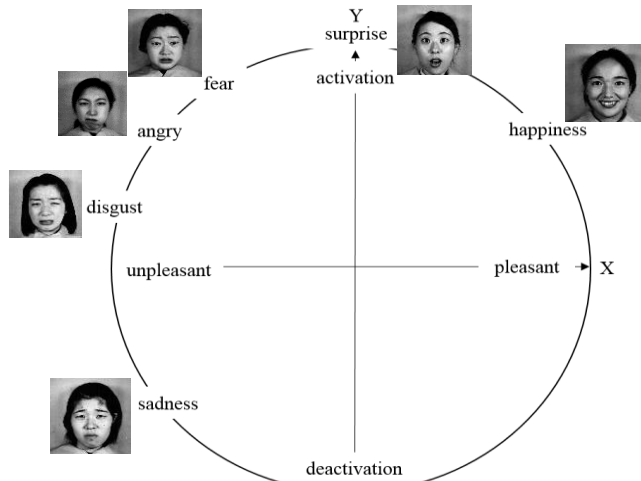 Y
surprise
activation
fear
happiness
angry
disgust
unpleasant
pleasant
X
sadness
deactivation